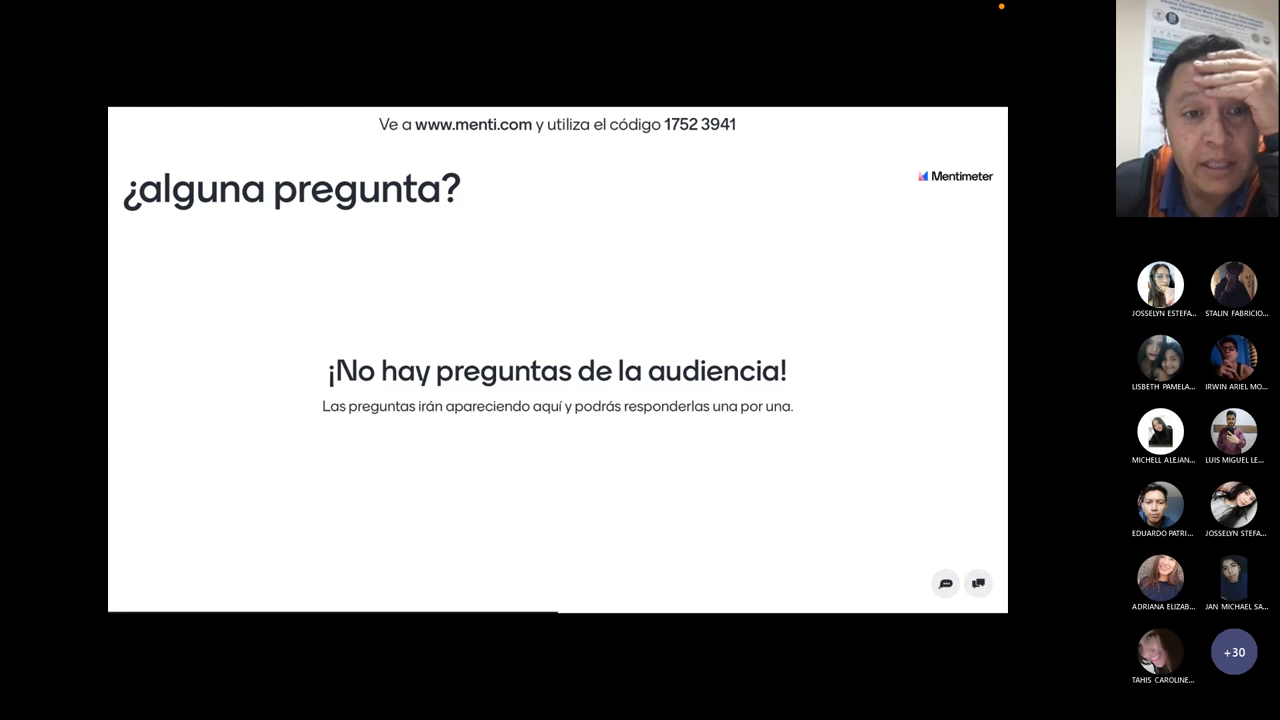 Ve a www.menti.com y utiliza el código 1752 3941
¿alguna pregunta?
Mentimeter
¡No hay preguntas de la audiencia!
Las preguntas irán apareciendo aquí y podrás responderlas una por una.
JOSSELYN ESTEFA...
STALIN FABRICIO...
LISBETH PAMELA...
IRWIN ARIEL MO...
MICHELL ALEJAN...
LUIS MIGUEL LE...
EDUARDO PATRI...
JOSSELYN STEFA...
ADRIANA ELIZAB...
JAN MICHAEL SA...
TAHIS CAROLINE...
+30